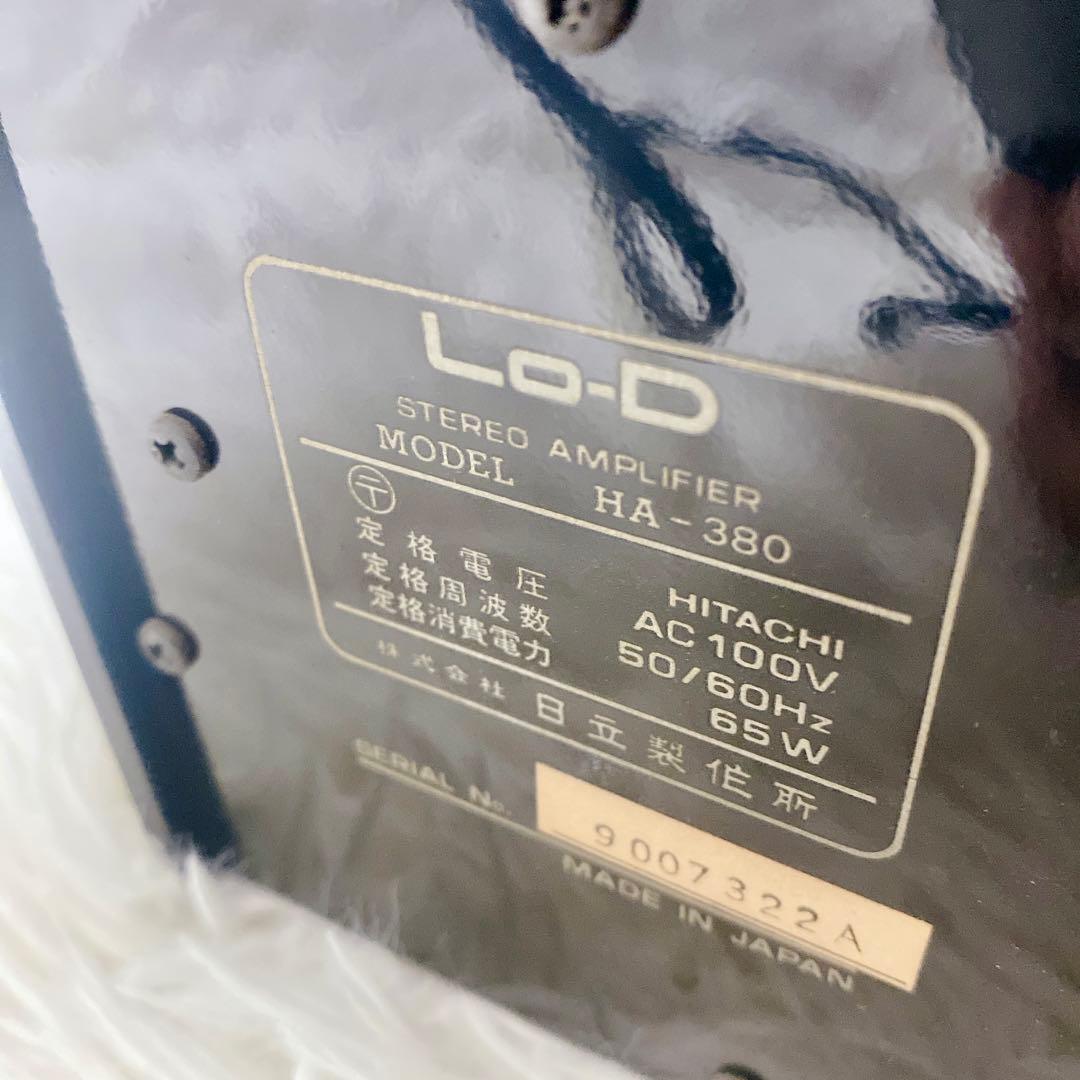 Lo-D
STEREO AMPLIFIER
MODEL HA-380
〒 HITACHI
定格電圧 AC 100V
定格周波数 50/60Hz
定格消費電力 65W
株式会社 日立製作所
SERIAL No. 9007322A
MADE IN JAPAN